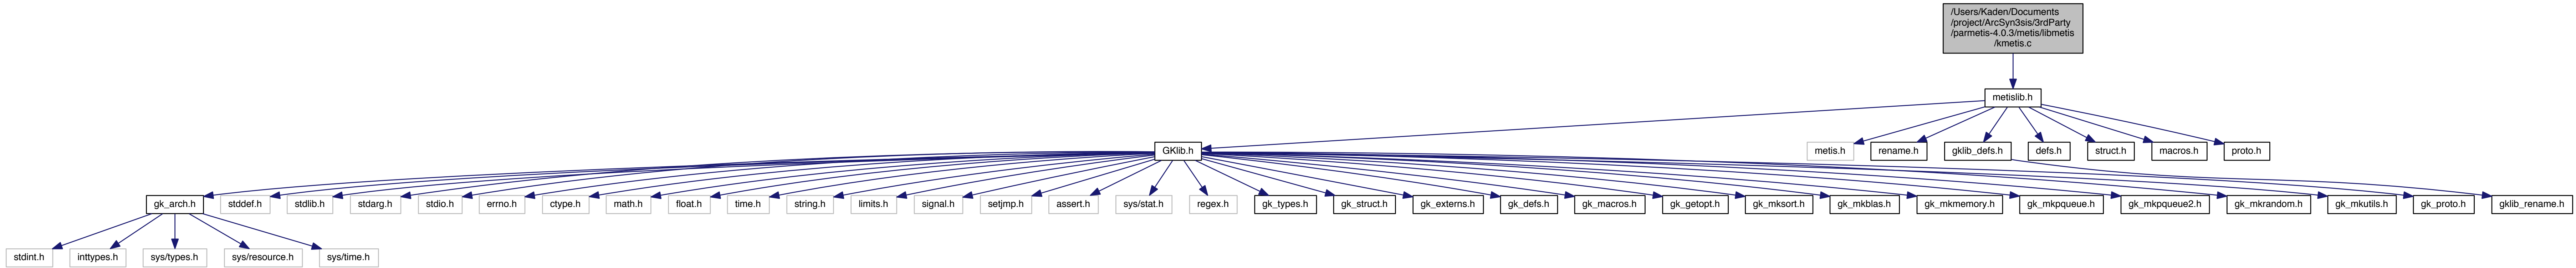 /Users/Kaden/Documents
/project/ArcSyn3sis/3rdParty
/parmetis-4.0.3/metis/libmetis
/kmetis.c
metislib.h
GKlib.h
metis.h
rename.h
gklib_defs.h
defs.h
struct.h
macros.h
proto.h
gk_arch.h
stddef.h
stdlib.h
stdarg.h
stdio.h
errno.h
ctype.h
math.h
float.h
time.h
string.h
limits.h
signal.h
setjmp.h
assert.h
sys/stat.h
regex.h
gk_types.h
gk_struct.h
gk_externs.h
gk_defs.h
gk_macros.h
gk_getopt.h
gk_mksort.h
gk_mkblas.h
gk_mkmemory.h
gk_mkpqueue.h
gk_mkpqueue2.h
gk_mkrandom.h
gk_mkutils.h
gk_proto.h
gklib_rename.h
stdint.h
inttypes.h
sys/types.h
sys/resource.h
sys/time.h